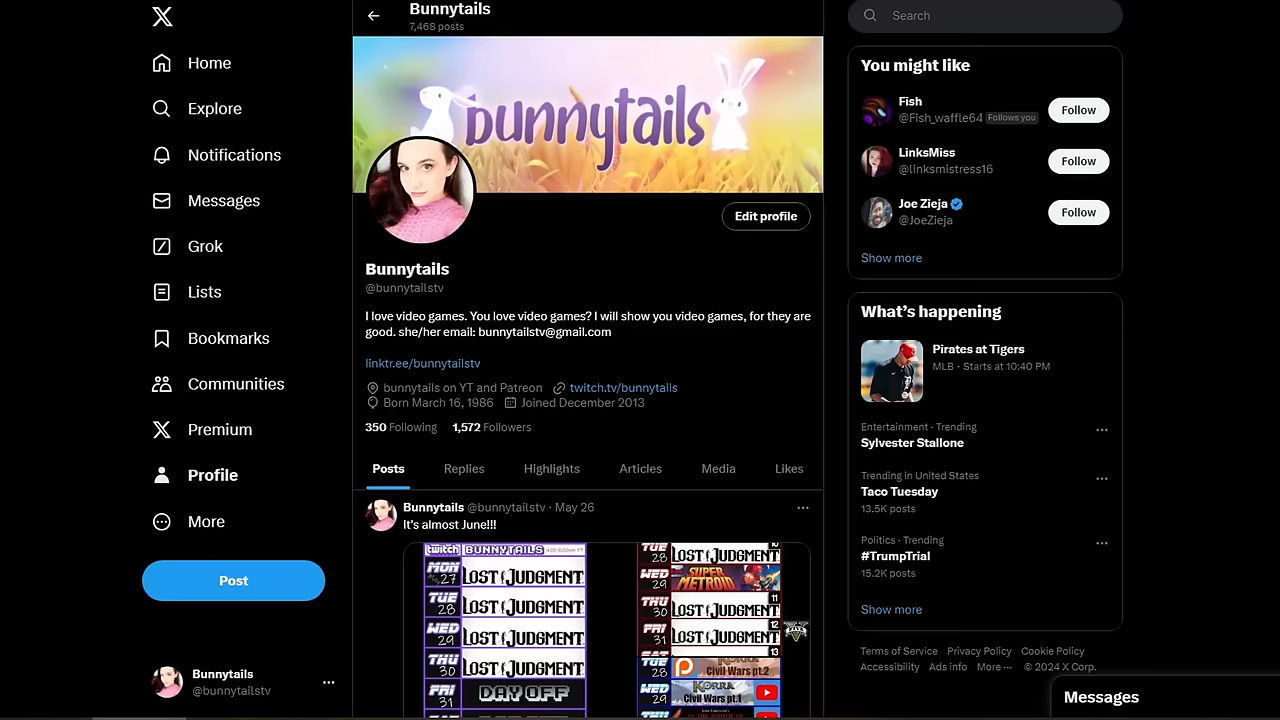 Home
Explore
Notifications
Messages
Grok
Lists
Bookmarks
Communities
Premium
Profile
More
Post
Bunnytails
@bunnytailstv
Bunnytails
7,468 posts
bunnytails
Edit profile
Bunnytails
@bunnytailstv
I love video games. You love video games? I will show you video games, for they are
good. she/her email: bunnytailstv@gmail.com
linktr.ee/bunnytailstv
bunnytails on YT and Patreon twitch.tv/bunnytails
Born March 16, 1986 Joined December 2013
350 Following 1,572 Followers
Posts Replies Highlights Articles Media Likes
Bunnytails @bunnytailstv · May 26
It's almost June!!!
twitch BUNNYTAILS
MON 27 LOST JUDGMENT
TUE 28 LOST JUDGMENT
WED 29 LOST JUDGMENT
THU 30 LOST JUDGMENT
FRI 31 DAY OFF
TUE 28 LOST JUDGMENT
WED 29 SUPER METROID
THU 30 LOST JUDGMENT 11
FRI 31 LOST JUDGMENT 12
13
TUE 28 KORRA Civil Wars pt.2
WED 29 KORRA Civil Wars pt.1
Search
You might like
Fish
@Fish_waffle64 Follows you
Follow
LinksMiss
@linksmistress16
Follow
Joe Zieja
@JoeZieja
Follow
Show more
What's happening
Pirates at Tigers
MLB · Starts at 10:40 PM
Entertainment · Trending
Sylvester Stallone
Trending in United States
Taco Tuesday
13.5K posts
Politics · Trending
#TrumpTrial
15.2K posts
Show more
Terms of Service Privacy Policy Cookie Policy
Accessibility Ads info More ··· © 2024 X Corp.
Messages